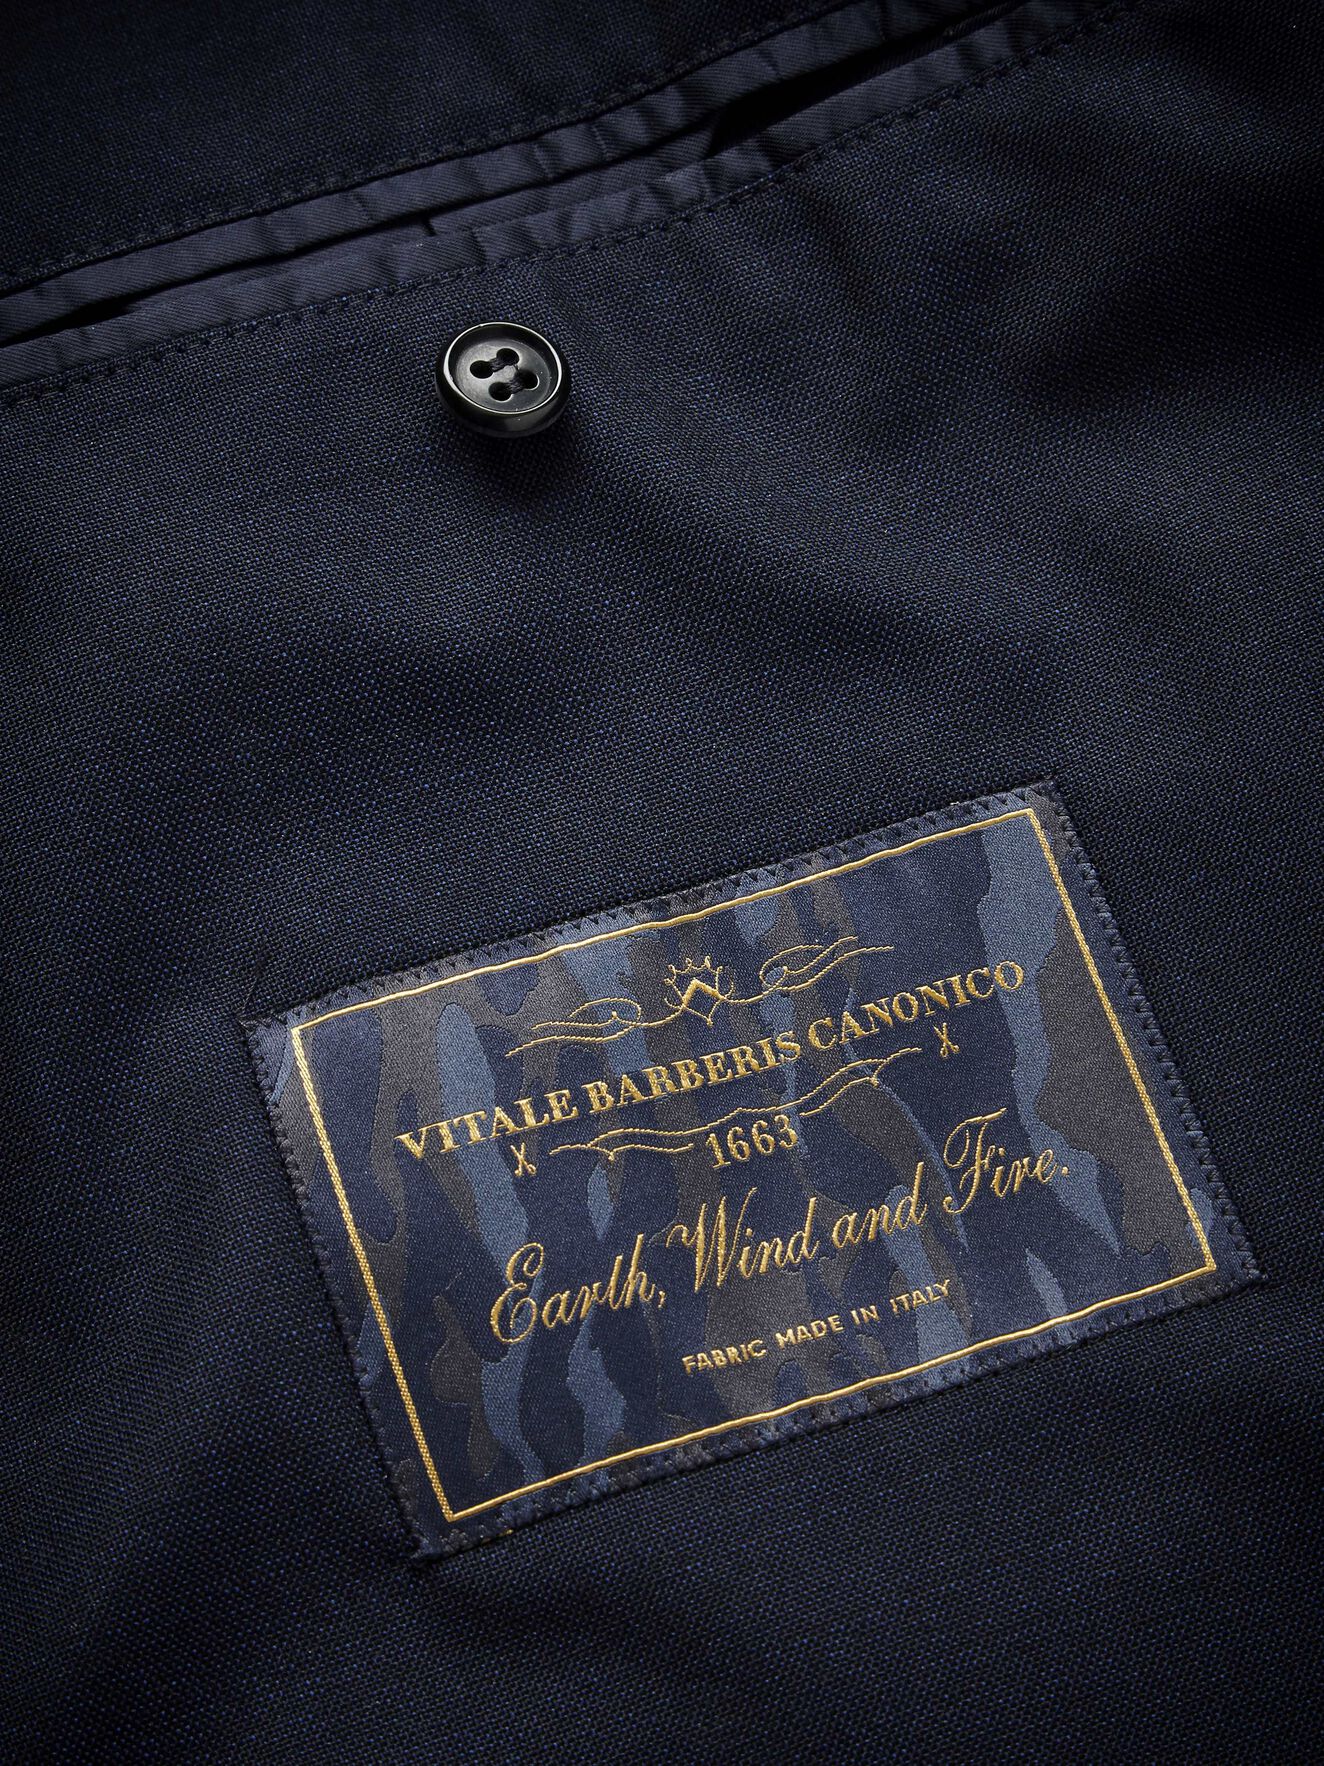 VITALE BARBERIS CANONICO
1663
Earth, Wind and Fire.
FABRIC MADE IN ITALY